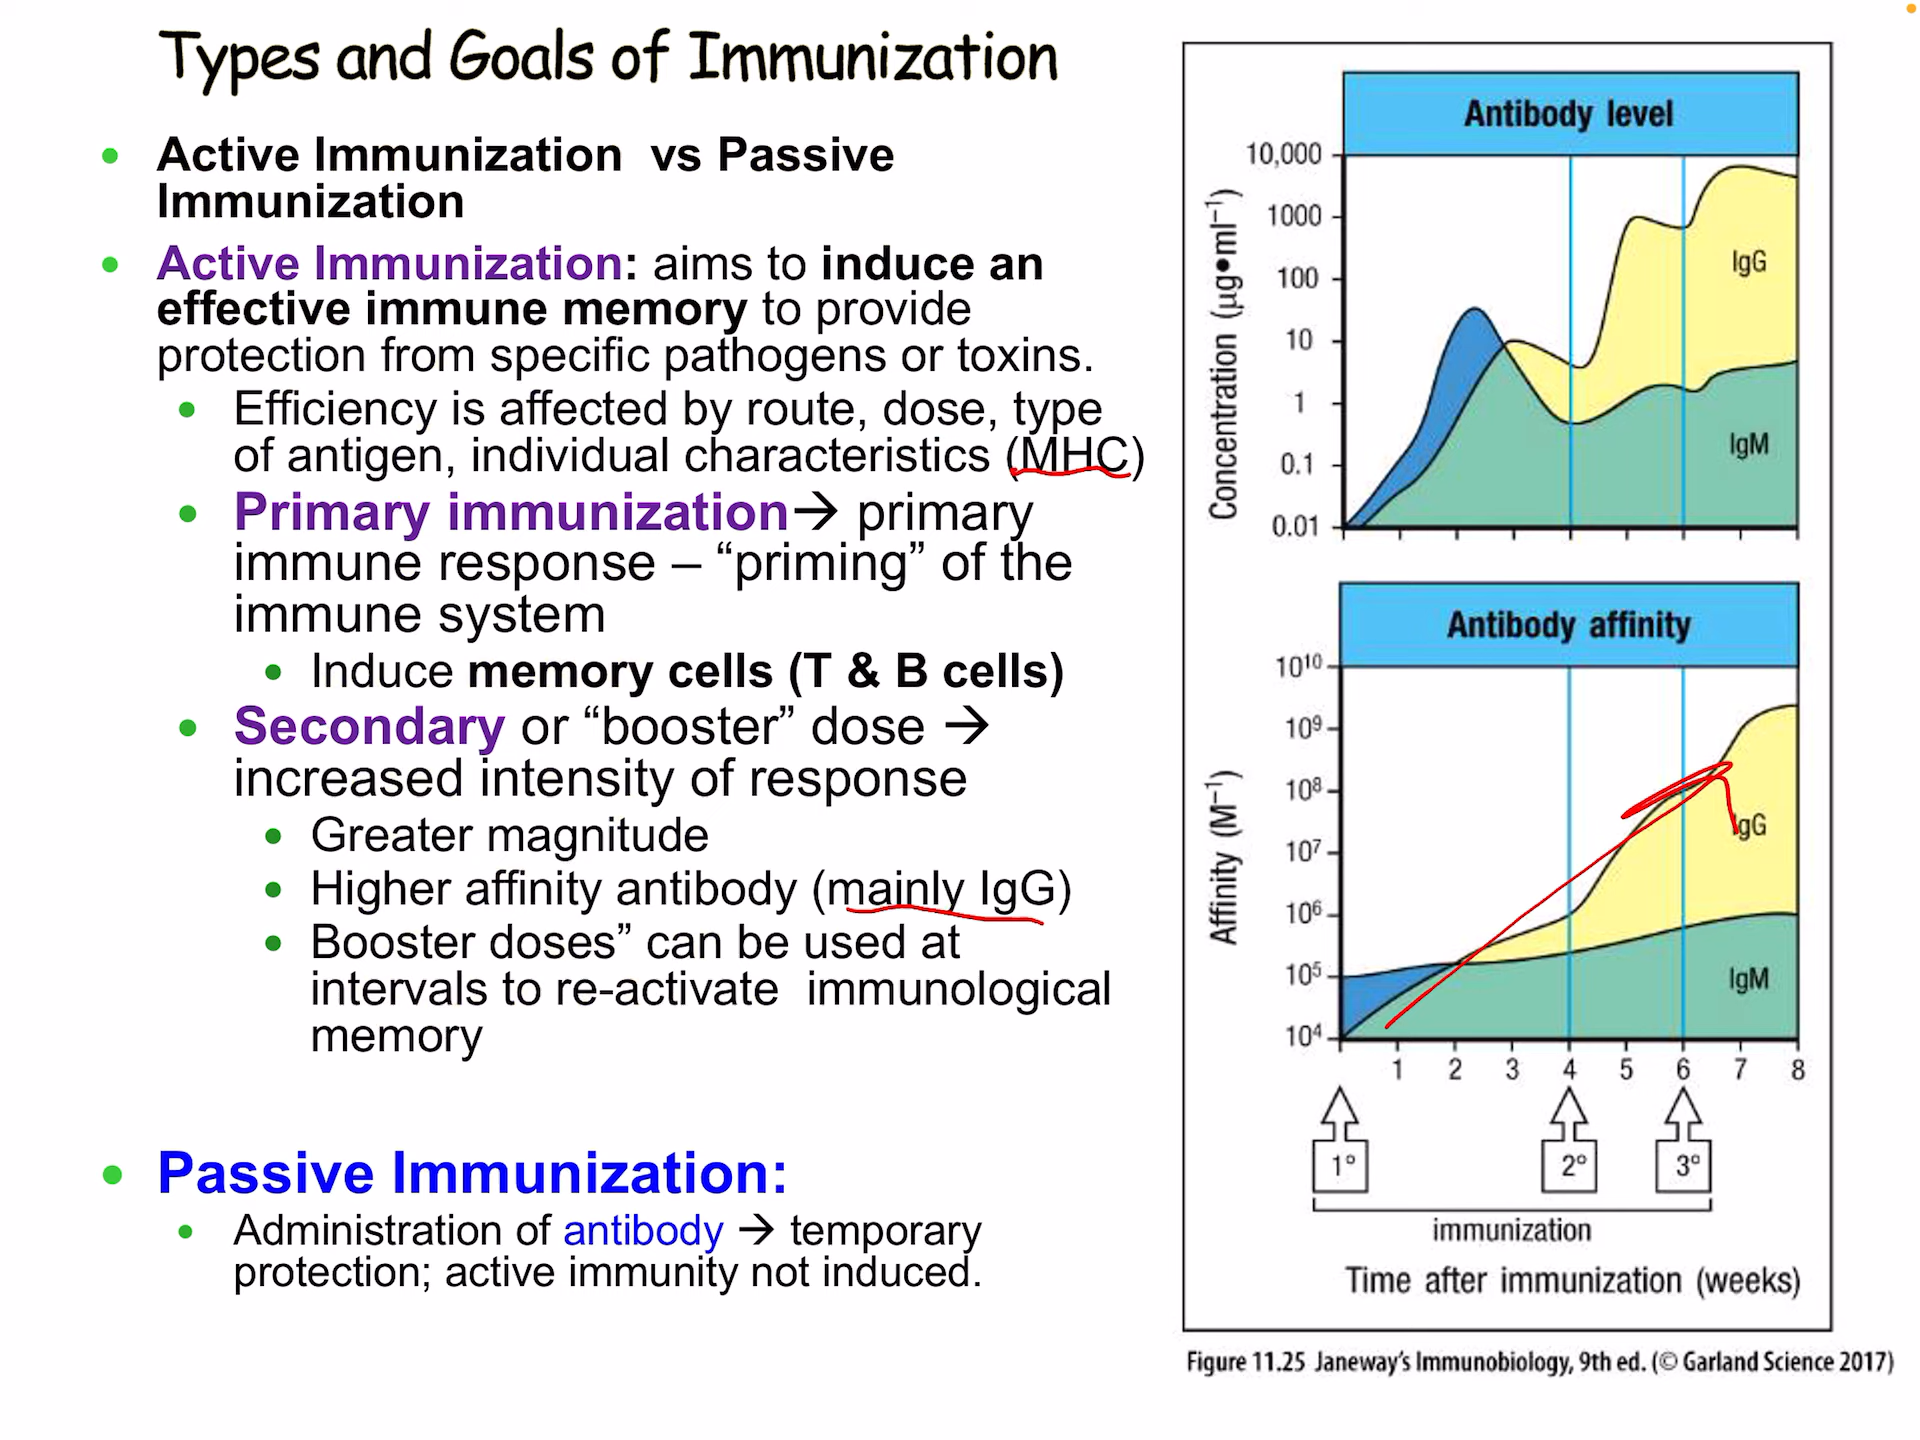 Types and Goals of Immunization
• Active Immunization  vs Passive
Immunization
• Active Immunization: aims to induce an
effective immune memory to provide
protection from specific pathogens or toxins.
• Efficiency is affected by route, dose, type
of antigen, individual characteristics (MHC)
• Primary immunization→ primary
immune response – “priming” of the
immune system
• Induce memory cells (T & B cells)
• Secondary or “booster” dose →
increased intensity of response
• Greater magnitude
• Higher affinity antibody (mainly IgG)
• Booster doses” can be used at
intervals to re-activate  immunological
memory
• Passive Immunization:
• Administration of antibody → temporary
protection; active immunity not induced.
Antibody level
Concentration (µg•ml⁻¹)
10,000
1000
100
10
1
0.1
0.01
IgG
IgM
Antibody affinity
Affinity (M⁻¹)
10¹⁰
10⁹
10⁸
10⁷
10⁶
10⁵
10⁴
IgG
IgM
1 2 3 4 5 6 7 8
1° 2° 3°
immunization
Time after immunization (weeks)
Figure 11.25 Janeway’s Immunobiology, 9th ed. (© Garland Science 2017)